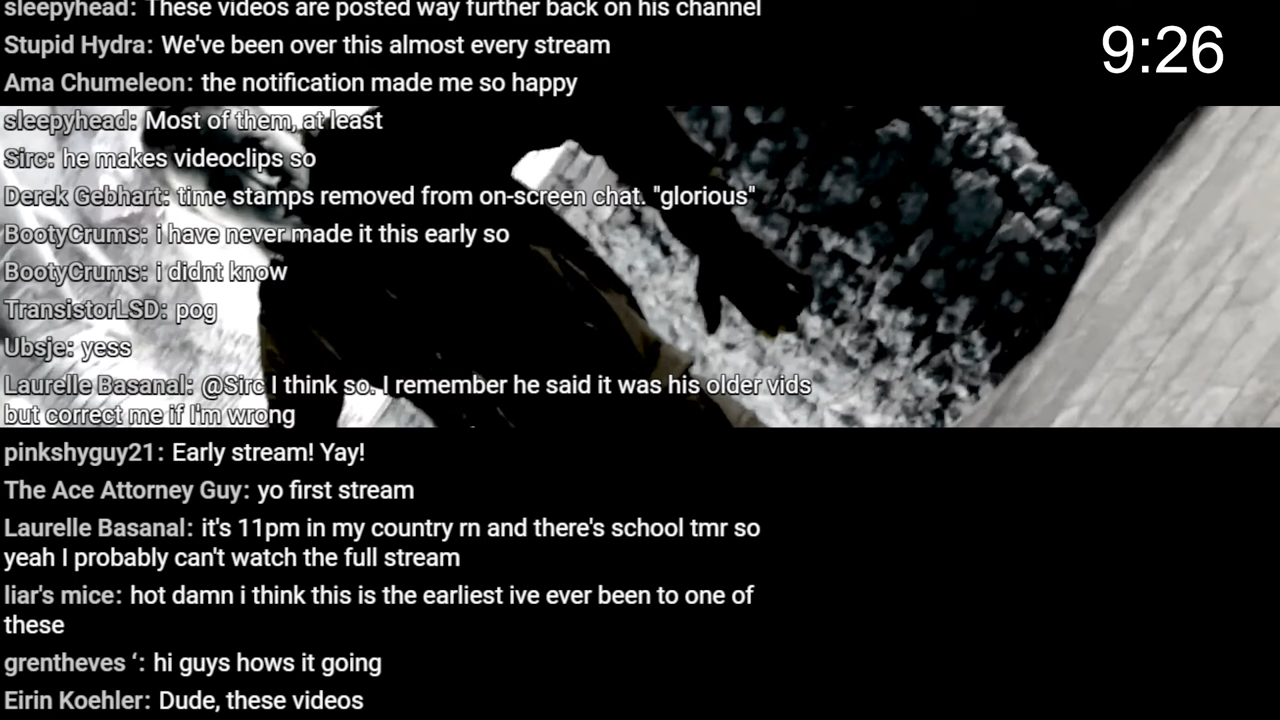 sleepyhead: These videos are posted way further back on his channel
Stupid Hydra: We've been over this almost every stream
9:26
Ama Chumeleon: the notification made me so happy
sleepyhead: Most of them, at least
Sirc: he makes videoclips so
Derek Gebhart: time stamps removed from on-screen chat. "glorious"
BootyCrums: i have never made it this early so
BootyCrums: i didnt know
TransistorLSD: pog
Ubsje: yess
Laurelle Basanal: @Sirc I think so. I remember he said it was his older vids
but correct me if I'm wrong
pinkshyguy21: Early stream! Yay!
The Ace Attorney Guy: yo first stream
Laurelle Basanal: it's 11pm in my country rn and there's school tmr so
yeah I probably can't watch the full stream
liar's mice: hot damn i think this is the earliest ive ever been to one of
these
grentheves ‘: hi guys hows it going
Eirin Koehler: Dude, these videos